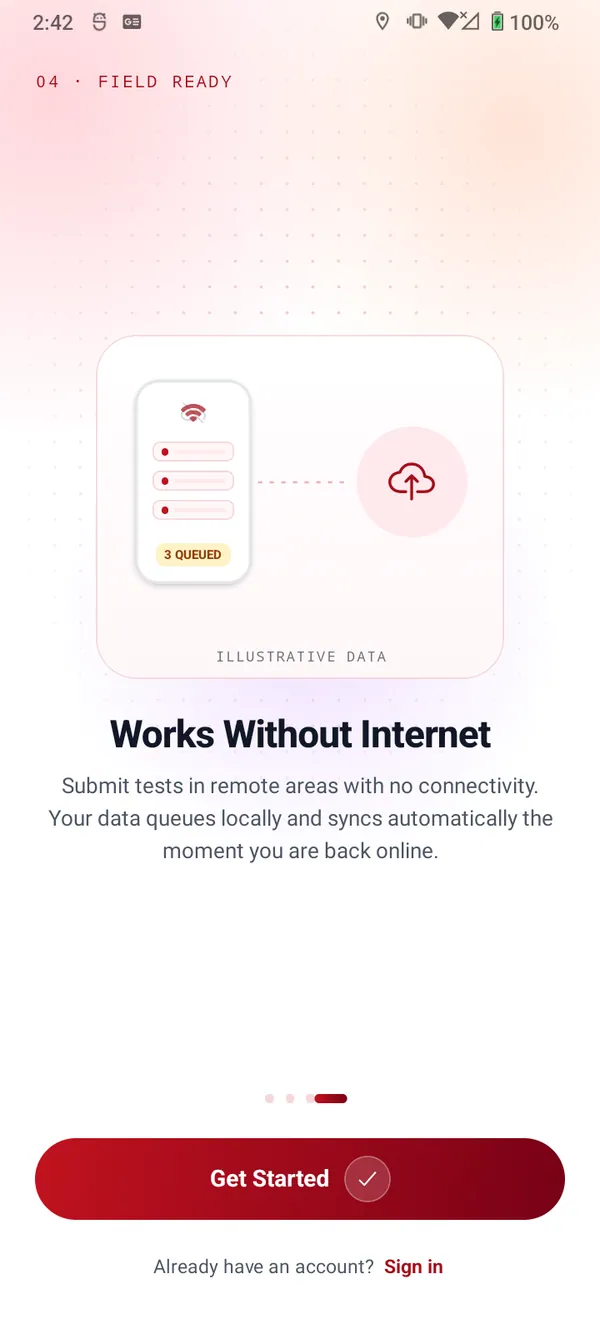 2:42
100%
04 · FIELD READY
3 QUEUED
ILLUSTRATIVE DATA
Works Without Internet
Submit tests in remote areas with no connectivity.
Your data queues locally and syncs automatically the
moment you are back online.
Get Started
Already have an account? Sign in